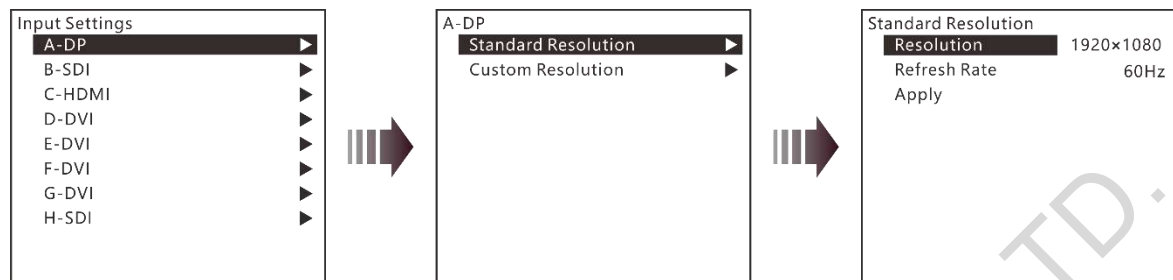 Input Settings
A-DP
B-SDI
C-HDMI
D-DVI
E-DVI
F-DVI
G-DVI
H-SDI
A-DP
Standard Resolution
Custom Resolution
Standard Resolution
Resolution 1920×1080
Refresh Rate 60Hz
Apply
TD.